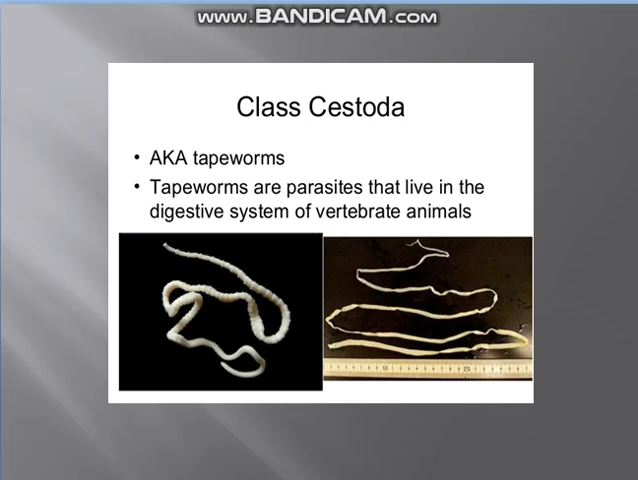 www.BANDICAM.com
Class Cestoda
• AKA tapeworms
• Tapeworms are parasites that live in the
digestive system of vertebrate animals